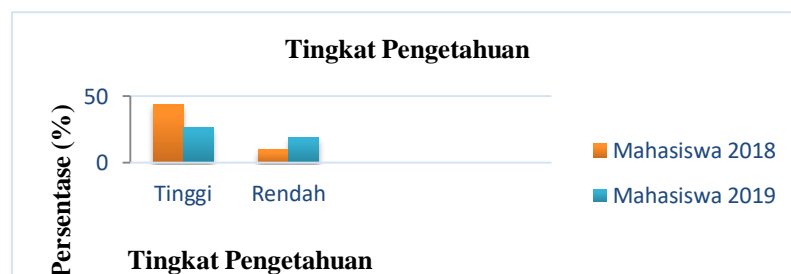 Tingkat Pengetahuan
Persentase (%)
50
0
Tinggi
Rendah
Mahasiswa 2018
Mahasiswa 2019
Tingkat Pengetahuan